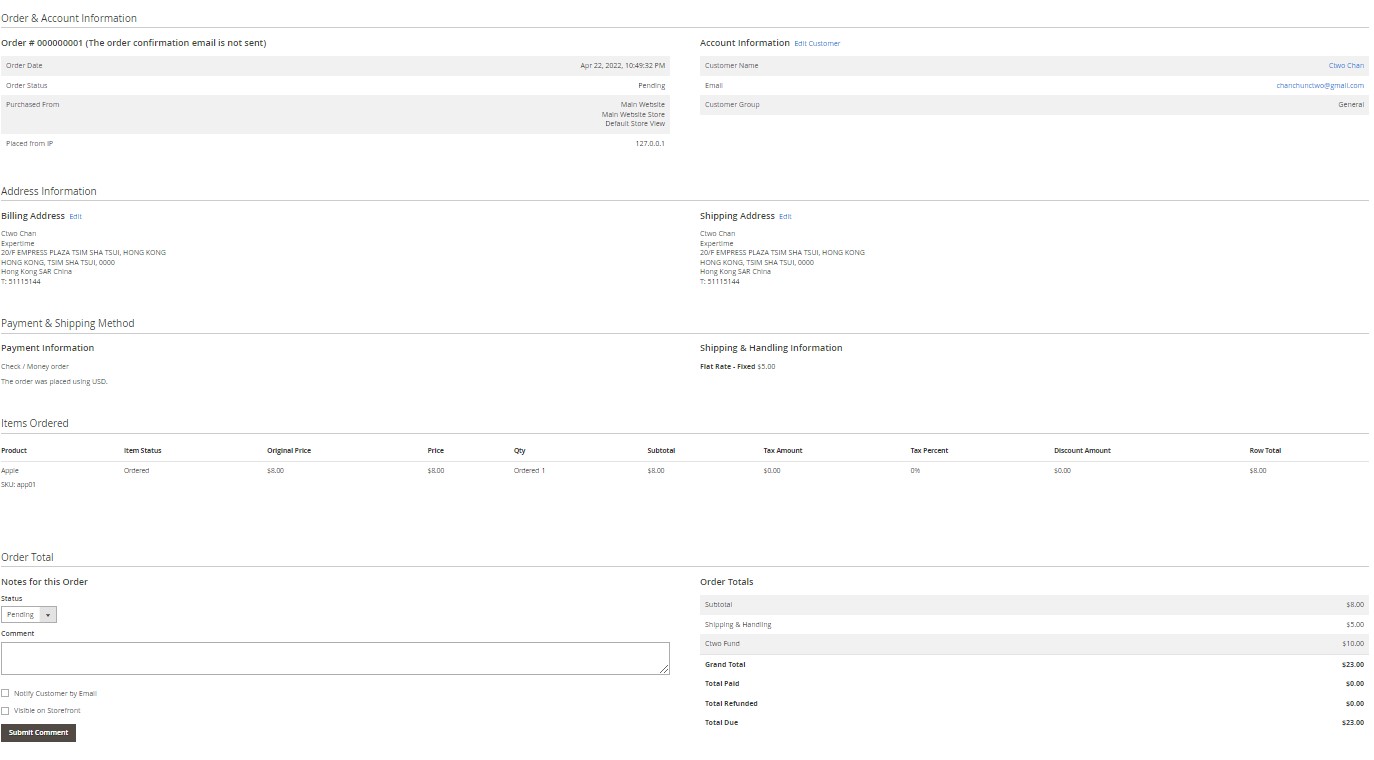 Order & Account Information
Order # 000000001 (The order confirmation email is not sent)
Order Date Apr 22, 2022, 10:49:32 PM
Order Status Pending
Purchased From Main Website
Main Website Store
Default Store View
Placed from IP 127.0.0.1
Account Information Edit Customer
Customer Name Ctwo Chan
Email chanchunctwo@gmail.com
Customer Group General
Address Information
Billing Address Edit
Ctwo Chan
Expertime
20/F EMPRESS PLAZA TSIM SHA TSUI, HONG KONG
HONG KONG, TSIM SHA TSUI, 0000
Hong Kong SAR China
T: 51115144
Shipping Address Edit
Ctwo Chan
Expertime
20/F EMPRESS PLAZA TSIM SHA TSUI, HONG KONG
HONG KONG, TSIM SHA TSUI, 0000
Hong Kong SAR China
T: 51115144
Payment & Shipping Method
Payment Information
Check / Money order
The order was placed using USD.
Shipping & Handling Information
Flat Rate - Fixed $5.00
Items Ordered
Product Item Status Original Price Price Qty Subtotal Tax Amount Tax Percent Discount Amount Row Total
Apple Ordered $8.00 $8.00 Ordered 1 $8.00 $0.00 0% $0.00 $8.00
SKU: app01
Order Total
Notes for this Order
Status
Pending
Comment
Notify Customer by Email
Visible on Storefront
Submit Comment
Order Totals
Subtotal $8.00
Shipping & Handling $5.00
Ctwo Fund $10.00
Grand Total $23.00
Total Paid $0.00
Total Refunded $0.00
Total Due $23.00